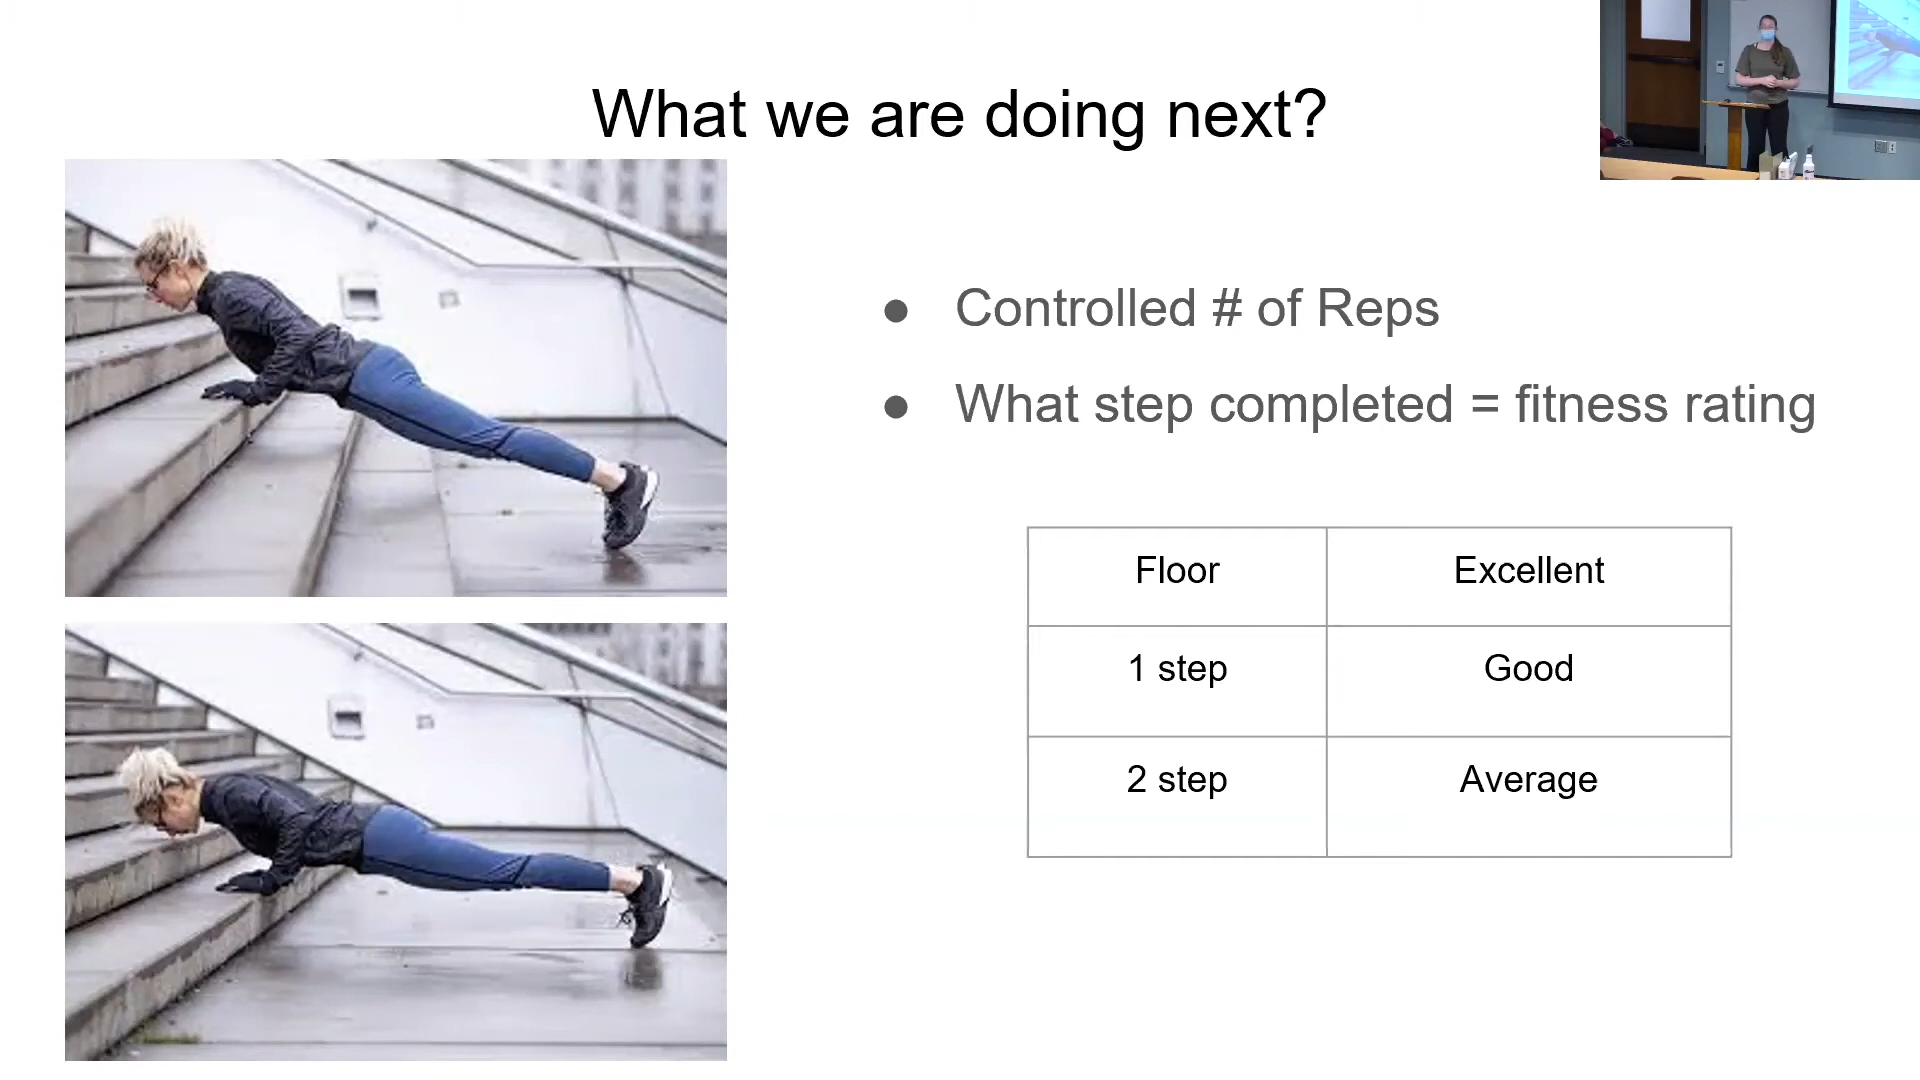 What we are doing next?
● Controlled # of Reps
● What step completed = fitness rating
Floor Excellent
1 step Good
2 step Average